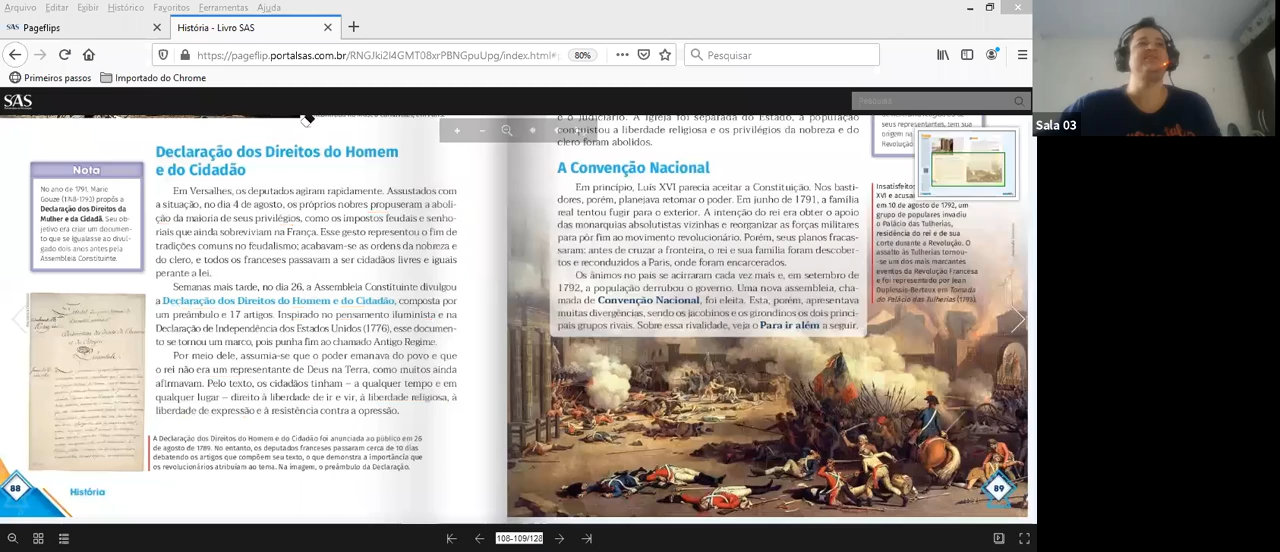 Arquivo Editar Exibir Histórico Favoritos Ferramentas Ajuda
SAS Pageflips
História - Livro SAS
https://pageflip.portalsas.com.br/RNGJki2I4GMT08xrPBNGpuUpg/index.html
80%
Pesquisar
Primeiros passos Importado do Chrome
SAS
Pesquisa
Sala 03
Nota
No ano de 1791, Marie
Gouze (1748-1793) propôs a
Declaração dos Direitos da
Mulher e da Cidadã. Seu ob-
jetivo era criar um documen-
to que se igualasse ao divul-
gado dois anos antes pela
Assembleia Constituinte.
Declaração dos Direitos do Homem
e do Cidadão
Em Versalhes, os deputados agiram rapidamente. Assustados com
a situação, no dia 4 de agosto, os próprios nobres propuseram a aboli-
ção da maioria de seus privilégios, como os impostos feudais e senho-
riais que ainda sobreviviam na França. Esse gesto representou o fim de
tradições comuns no feudalismo; acabavam-se as ordens da nobreza e
do clero, e todos os franceses passavam a ser cidadãos livres e iguais
perante a lei.
Semanas mais tarde, no dia 26, a Assembleia Constituinte divulgou
a Declaração dos Direitos do Homem e do Cidadão, composta por
um preâmbulo e 17 artigos. Inspirado no pensamento iluminista e na
Declaração de Independência dos Estados Unidos (1776), esse documen-
to se tornou um marco, pois punha fim ao chamado Antigo Regime.
Por meio dele, assumia-se que o poder emanava do povo e que
o rei não era um representante de Deus na Terra, como muitos ainda
afirmavam. Pelo texto, os cidadãos tinham – a qualquer tempo e em
qualquer lugar – direito à liberdade de ir e vir, à liberdade religiosa, à
liberdade de expressão e à resistência contra a opressão.
A Declaração dos Direitos do Homem e do Cidadão foi anunciada ao público em 26
de agosto de 1789. No entanto, os deputados franceses passaram cerca de 10 dias
debatendo os artigos que compõem seu texto, o que demonstra a importância que
os revolucionários atribuíam ao tema. Na imagem, o preâmbulo da Declaração.
88
História
e o Judiciário. A Igreja foi separada do Estado, a população
conquistou a liberdade religiosa e os privilégios da nobreza e do
clero foram abolidos.
A Convenção Nacional
Em princípio, Luís XVI parecia aceitar a Constituição. Nos basti-
dores, porém, planejava retomar o poder. Em junho de 1791, a família
real tentou fugir para o exterior. A intenção do rei era obter o apoio
das monarquias absolutistas vizinhas e reorganizar as forças militares
para pôr fim ao movimento revolucionário. Porém, seus planos fracas-
saram: antes de cruzar a fronteira, o rei e sua família foram descober-
tos e reconduzidos a Paris, onde foram encarcerados.
Os ânimos no país se acirraram cada vez mais e, em setembro de
1792, a população derrubou o governo. Uma nova assembleia, cha-
mada de Convenção Nacional, foi eleita. Esta, porém, apresentava
muitas divergências, sendo os jacobinos e os girondinos os dois princi-
pais grupos rivais. Sobre essa rivalidade, veja o Para ir além a seguir.
seus representantes, tem sua
origem na
Revolução
Insatisfeitos
XVI e acusa
em 10 de agosto de 1792, um
grupo de populares invadiu
o Palácio das Tulherias,
residência do rei e de sua
corte durante a Revolução. O
assalto às Tulherias tornou-
-se um dos mais marcantes
eventos da Revolução Francesa
e foi representado por Jean
Duplessis-Bertaux em Tomada
do Palácio das Tulherias (1793).
89
108-109/128